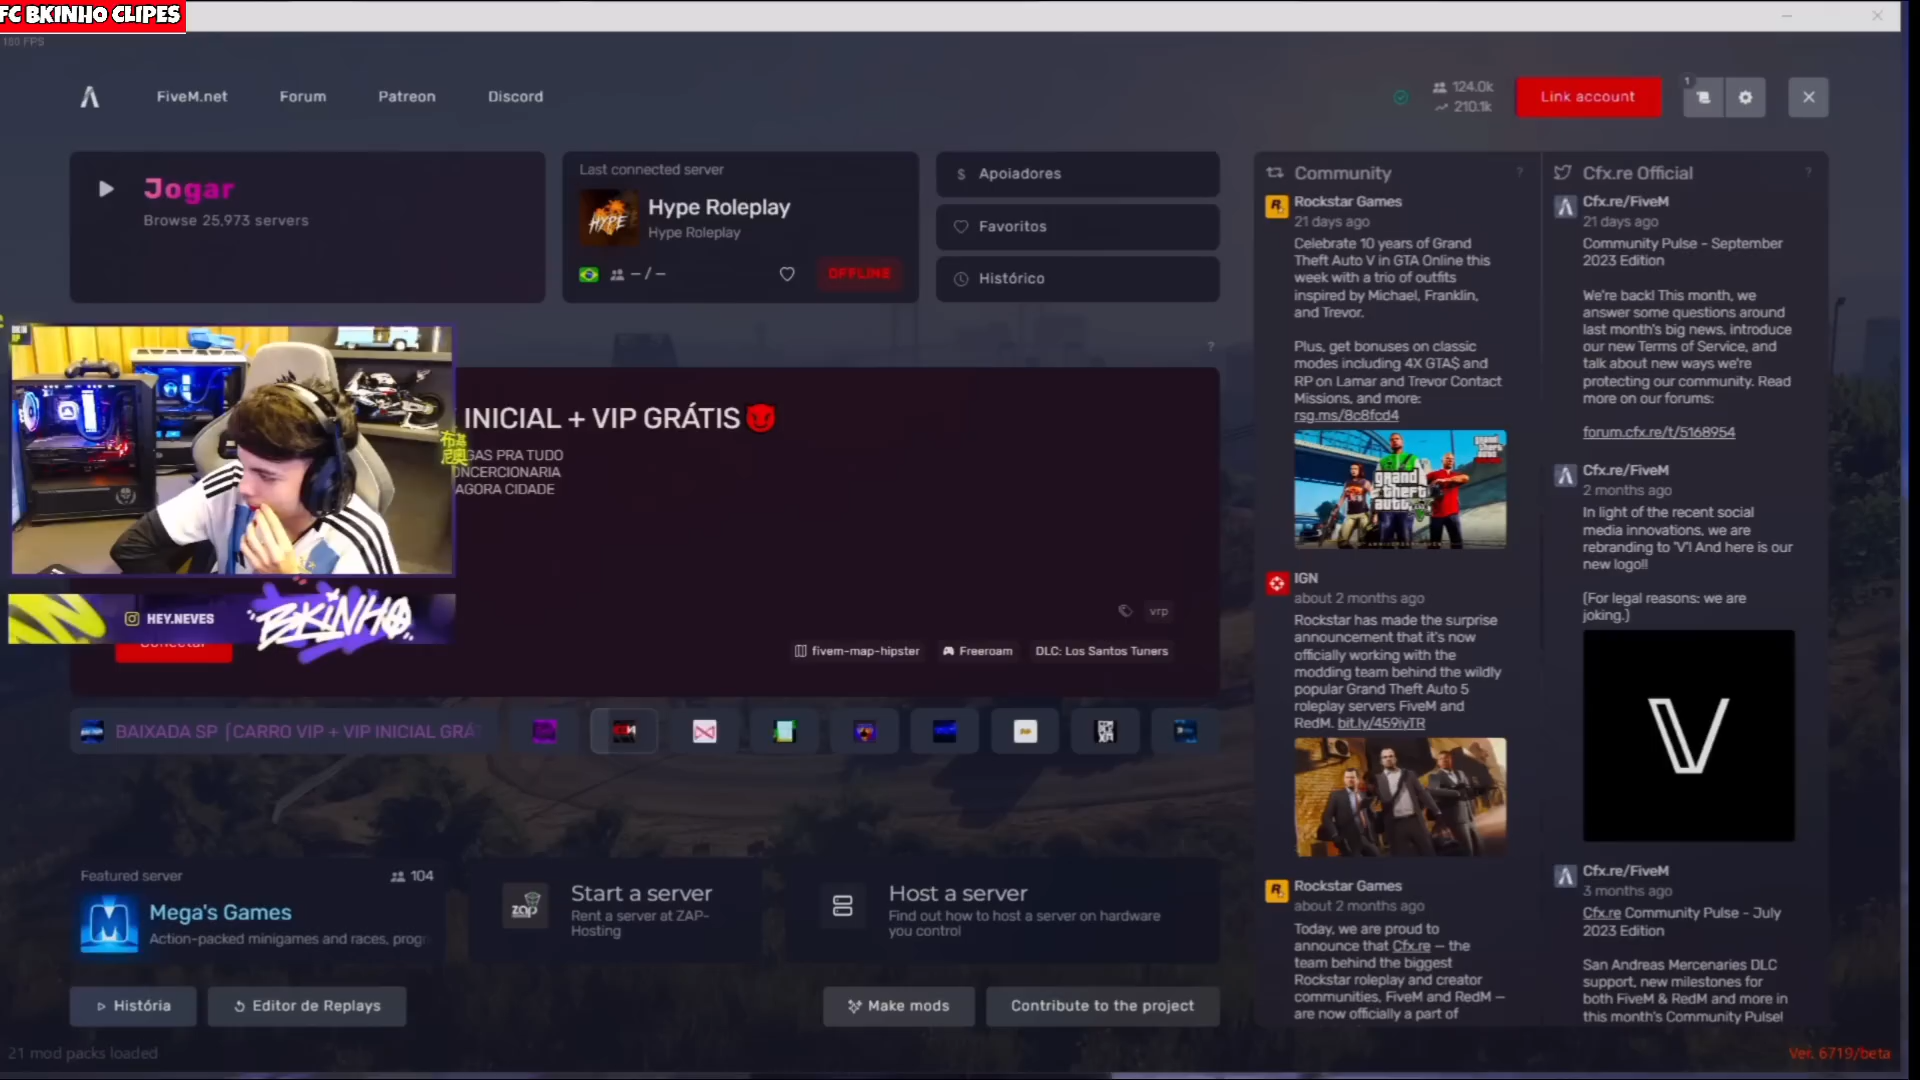 FC BKINHO CLIPES
180 FPS
FiveM.net
Forum
Patreon
Discord
124.0k
210.1k
Link account
1
Jogar
Browse 25,973 servers
Last connected server
HYPE
Hype Roleplay
Hype Roleplay
– / –
OFFLINE
$ Apoiadores
Favoritos
Histórico
?
INICIAL + VIP GRÁTIS
GAS PRA TUDO
ONCERCIONARIA
AGORA CIDADE
HEY.NEVES
BKINHO
Conectar
vrp
fivem-map-hipster
Freeroam
DLC: Los Santos Tuners
BAIXADA SP [CARRO VIP + VIP INICIAL GRÁ
Featured server
104
Mega's Games
Action-packed minigames and races, progr
zap
Start a server
Rent a server at ZAP-
Hosting
Host a server
Find out how to host a server on hardware
you control
História
Editor de Replays
Make mods
Contribute to the project
21 mod packs loaded
Community
?
Rockstar Games
21 days ago
Celebrate 10 years of Grand
Theft Auto V in GTA Online this
week with a trio of outfits
inspired by Michael, Franklin,
and Trevor.
Plus, get bonuses on classic
modes including 4X GTA$ and
RP on Lamar and Trevor Contact
Missions, and more:
rsg.ms/8c8fcd4
grand
theft
auto
IGN
about 2 months ago
Rockstar has made the surprise
announcement that it's now
officially working with the
modding team behind the wildly
popular Grand Theft Auto 5
roleplay servers FiveM and
RedM. bit.ly/459iyTR
Rockstar Games
about 2 months ago
Today, we are proud to
announce that Cfx.re – the
team behind the biggest
Rockstar roleplay and creator
communities, FiveM and RedM –
are now officially a part of
Cfx.re Official
?
Cfx.re/FiveM
21 days ago
Community Pulse - September
2023 Edition
We're back! This month, we
answer some questions around
last month's big news, introduce
our new Terms of Service, and
talk about new ways we're
protecting our community. Read
more on our forums:
forum.cfx.re/t/5168954
Cfx.re/FiveM
2 months ago
In light of the recent social
media innovations, we are
rebranding to 'V'! And here is our
new logo!!
(For legal reasons: we are
joking.)
V
Cfx.re/FiveM
3 months ago
Cfx.re Community Pulse - July
2023 Edition
San Andreas Mercenaries DLC
support, new milestones for
both FiveM & RedM and more in
this month's Community Pulse!
Ver. 6719/beta